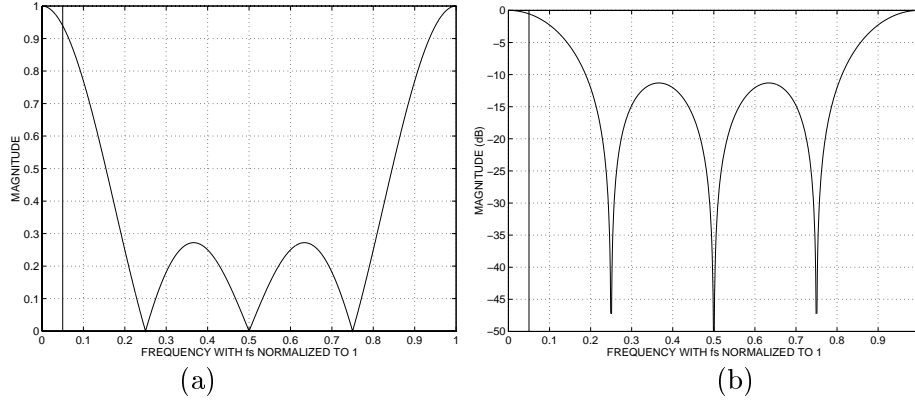 1
0.9
0.8
0.7
0.6
0.5
0.4
0.3
0.2
0.1
0
MAGNITUDE
0 0.1 0.2 0.3 0.4 0.5 0.6 0.7 0.8 0.9 1
FREQUENCY WITH fs NORMALIZED TO 1
(a)
0
−5
−10
−15
−20
−25
−30
−35
−40
−45
−50
MAGNITUDE (dB)
0 0.1 0.2 0.3 0.4 0.5 0.6 0.7 0.8 0.9
FREQUENCY WITH fs NORMALIZED TO 1
(b)